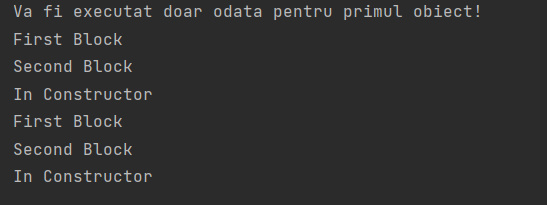 Va fi executat doar odata pentru primul obiect!
First Block
Second Block
In Constructor
First Block
Second Block
In Constructor